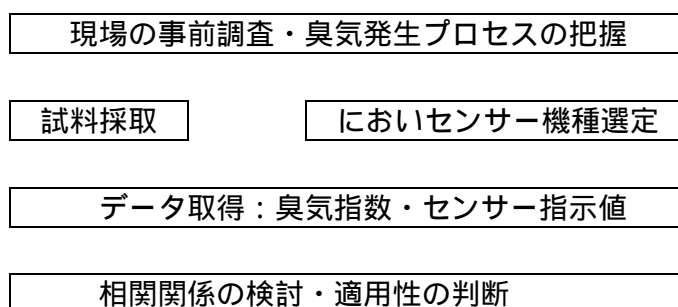 現場の事前調査・臭気発生プロセスの把握
試料採取
においセンサー機種選定
データ取得：臭気指数・センサー指示値
相関関係の検討・適用性の判断